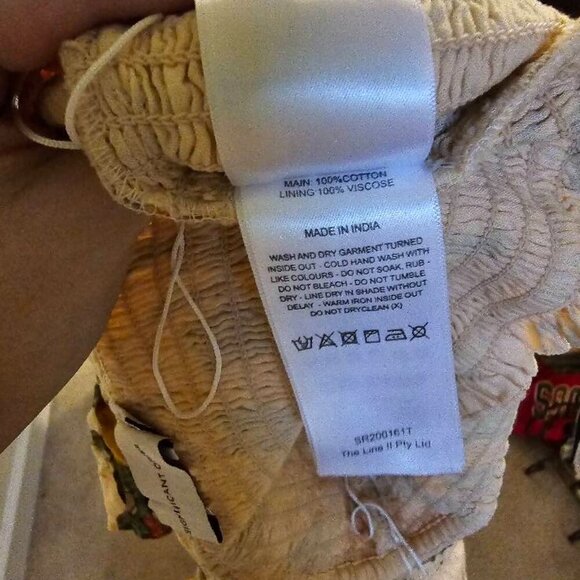 MAIN: 100%COTTON
LINING 100% VISCOSE
MADE IN INDIA
WASH AND DRY GARMENT TURNED
INSIDE OUT - COLD HAND WASH WITH
LIKE COLOURS - DO NOT SOAK, RUB -
DO NOT BLEACH - DO NOT TUMBLE
DRY - LINE DRY IN SHADE WITHOUT
DELAY - WARM IRON INSIDE OUT
DO NOT DRYCLEAN (X)
SR200161T
The Line II Pty Ltd